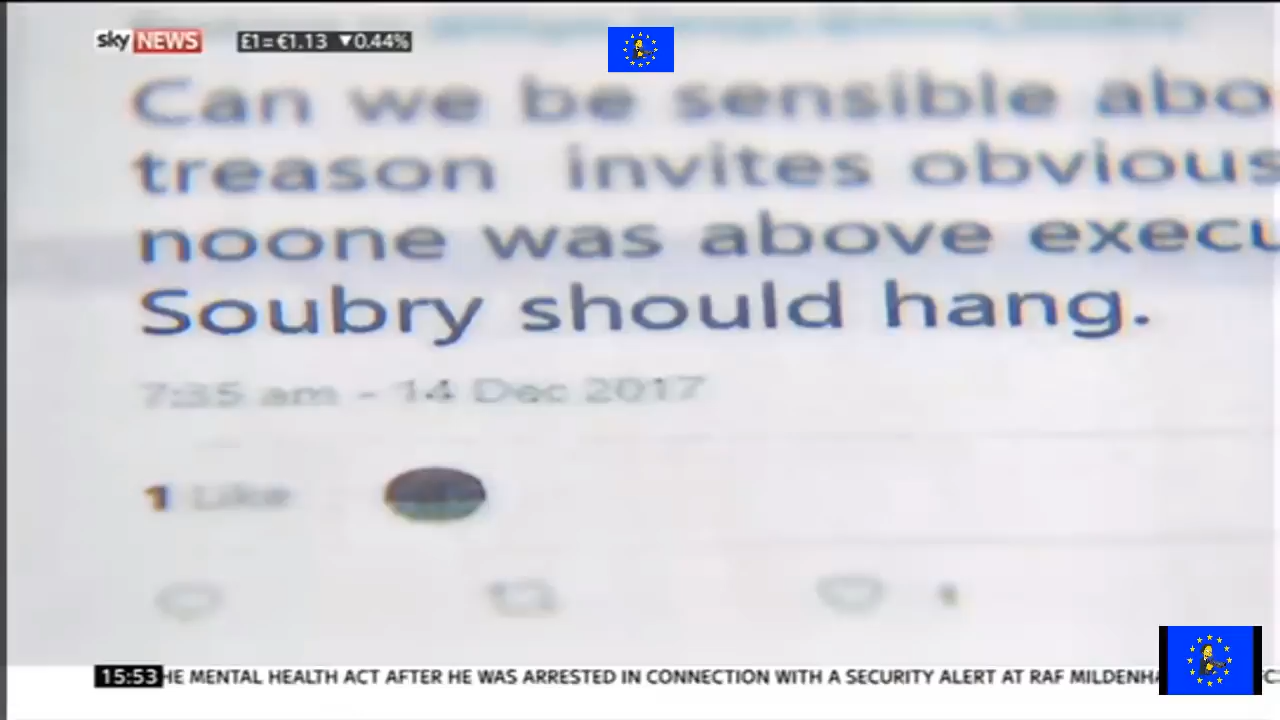 sky NEWS £1=€1.13 ▼0.44%
Can we be sensible abo
treason invites obvious
noone was above execu
Soubry should hang.
7:35 am - 14 Dec 2017
1 Like
1
15:53 HE MENTAL HEALTH ACT AFTER HE WAS ARRESTED IN CONNECTION WITH A SECURITY ALERT AT RAF MILDENHA